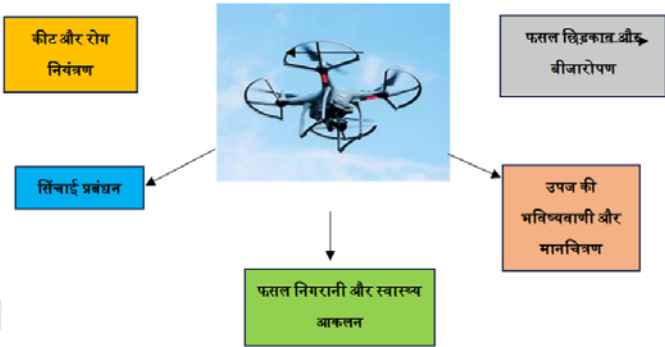 कीट और रोग
नियंत्रण
फसल छिड़काव और
बीजारोपण
सिंचाई प्रबंधन
उपज की
भविष्यवाणी और
मानचित्रण
फसल निगरानी और स्वास्थ्य
आकलन